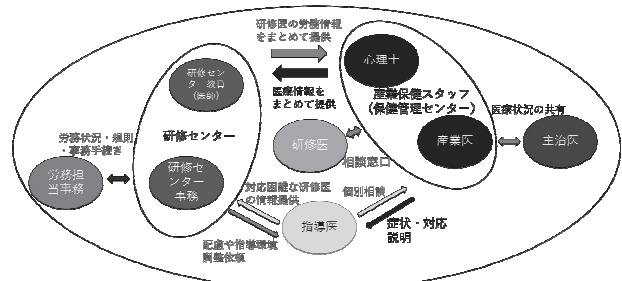 研修医の労務情報
をまとめて提供
心理士
研修セン
ター教口
(医師)
医療情報を
まとめて提供
産業保健スタッフ
(保健管理センター)
医療状況の共有
研修センター
労務状況・規則
・事務手続き
研修医
産業医
主治医
相談窓口
労務担
当事務
研修セ
ンター
事務
対応困難な研修医
の情報提供
個別相談
指導医
症状・対応
説明
配慮や指導環境
調整依頼